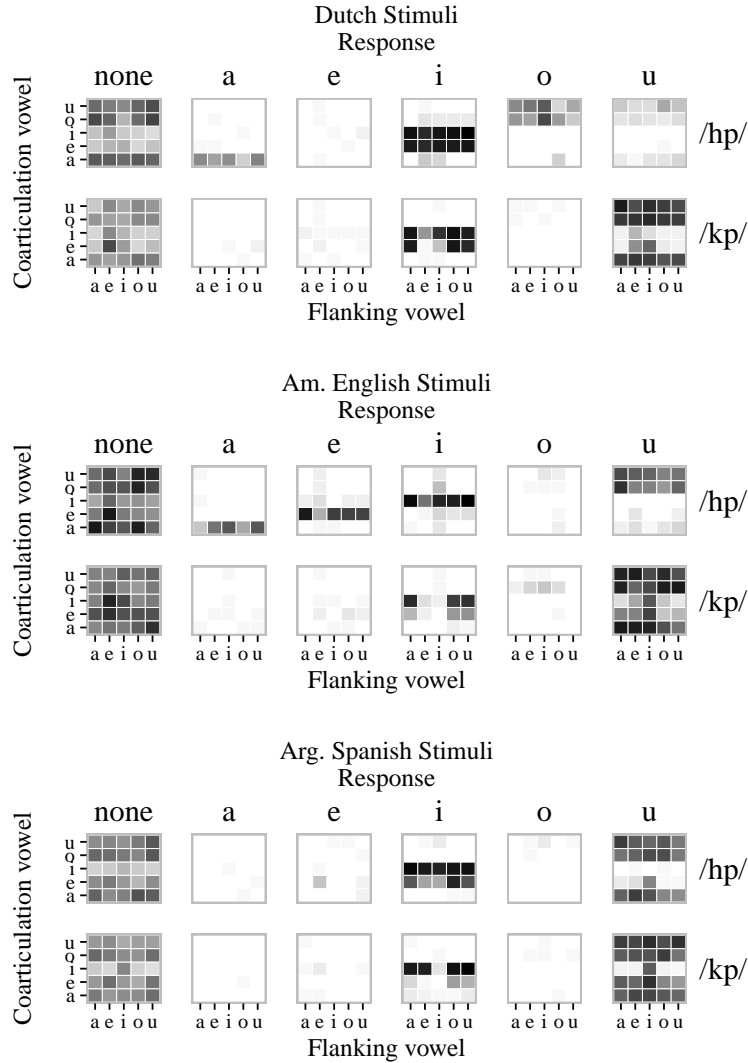 Dutch Stimuli
Response
none a e i o u
Coarticulation vowel
u
o
i
e
a
/hp/
u
o
i
e
a
/kp/
a e i o u a e i o u a e i o u a e i o u a e i o u a e i o u
Flanking vowel
Am. English Stimuli
Response
none a e i o u
Coarticulation vowel
u
o
i
e
a
/hp/
u
o
i
e
a
/kp/
a e i o u a e i o u a e i o u a e i o u a e i o u a e i o u
Flanking vowel
Arg. Spanish Stimuli
Response
none a e i o u
Coarticulation vowel
u
o
i
e
a
/hp/
u
o
i
e
a
/kp/
a e i o u a e i o u a e i o u a e i o u a e i o u a e i o u
Flanking vowel